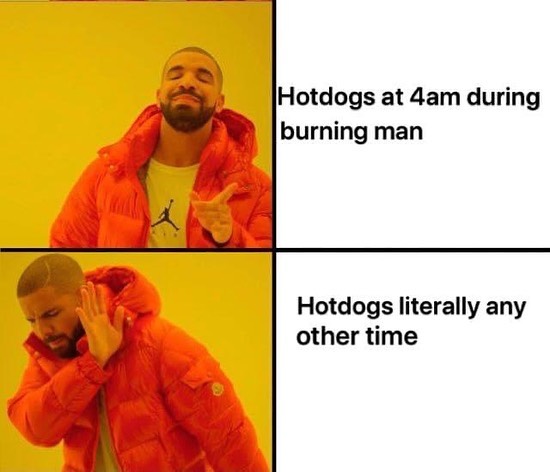 Hotdogs at 4am during
burning man
Hotdogs literally any
other time